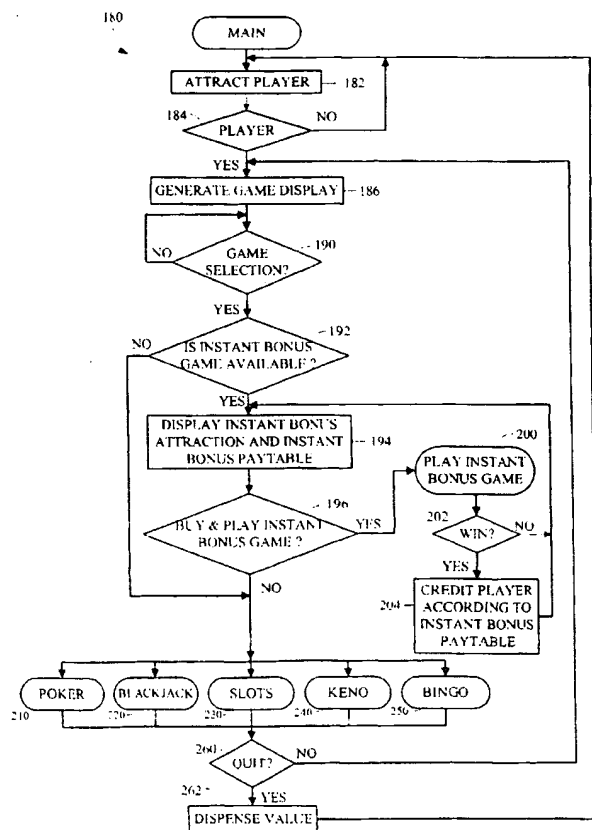 180
MAIN
ATTRACT PLAYER
182
184
PLAYER
NO
YES
GENERATE GAME DISPLAY
186
NO
GAME
SELECTION?
190
YES
NO
192
IS INSTANT BONUS
GAME AVAILABLE ?
YES
DISPLAY INSTANT BONUS
ATTRACTION AND INSTANT
BONUS PAYTABLE
194
200
PLAY INSTANT
BONUS GAME
196
BUY & PLAY INSTANT
BONUS GAME ?
YES
202
WIN?
NO
YES
NO
204
CREDIT PLAYER
ACCORDING TO
INSTANT BONUS
PAYTABLE
POKER
BLACKJACK
SLOTS
KENO
BINGO
210
220
230
240
250
260
QUIT?
NO
262
YES
DISPENSE VALUE